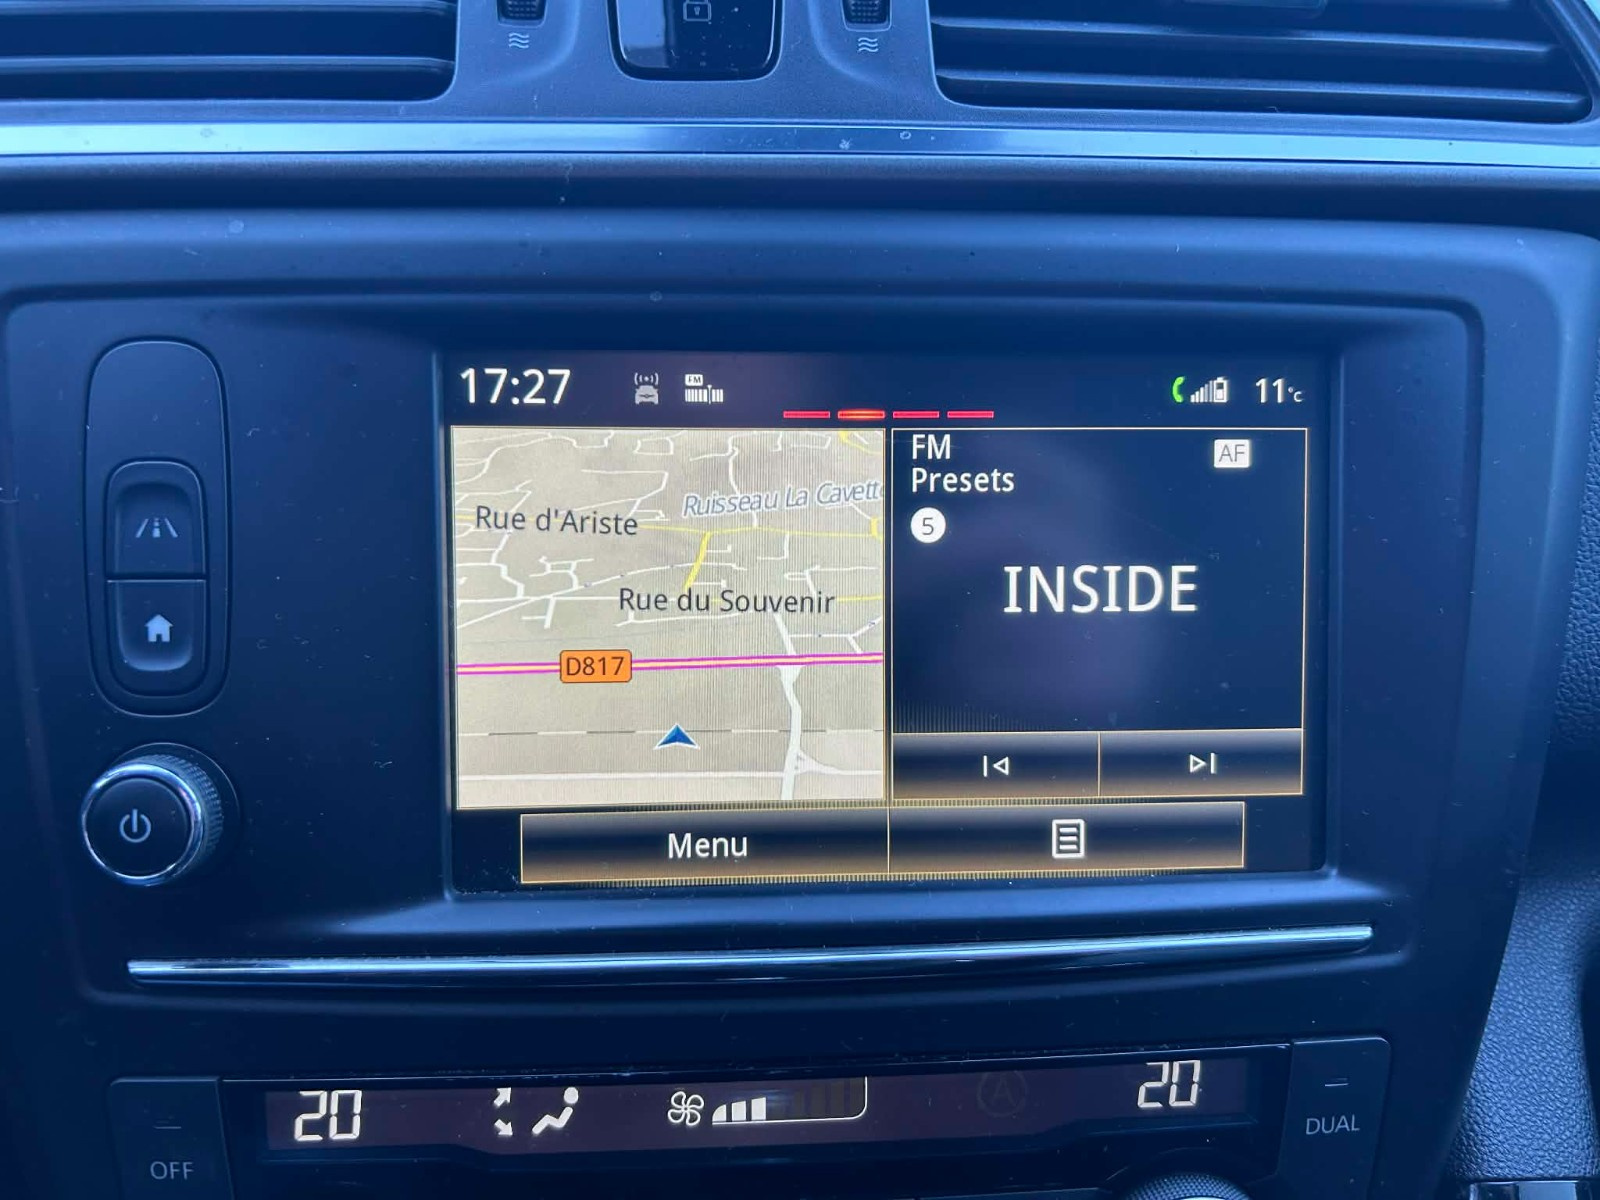 17:27
FM
11°C
FM
Presets
AF
5
INSIDE
Rue d'Ariste
Ruisseau La Cavett
Rue du Souvenir
D817
Menu
20
A
20
OFF
DUAL